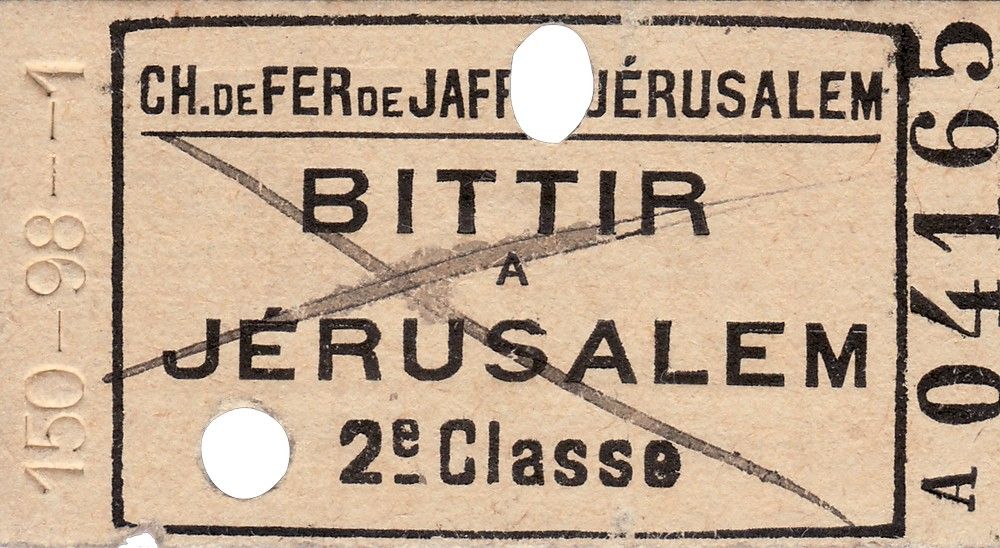 CH. DE FER DE JAFF JÉRUSALEM
BITTIR
A
JÉRUSALEM
2e Classe
A 04165
150-98--1